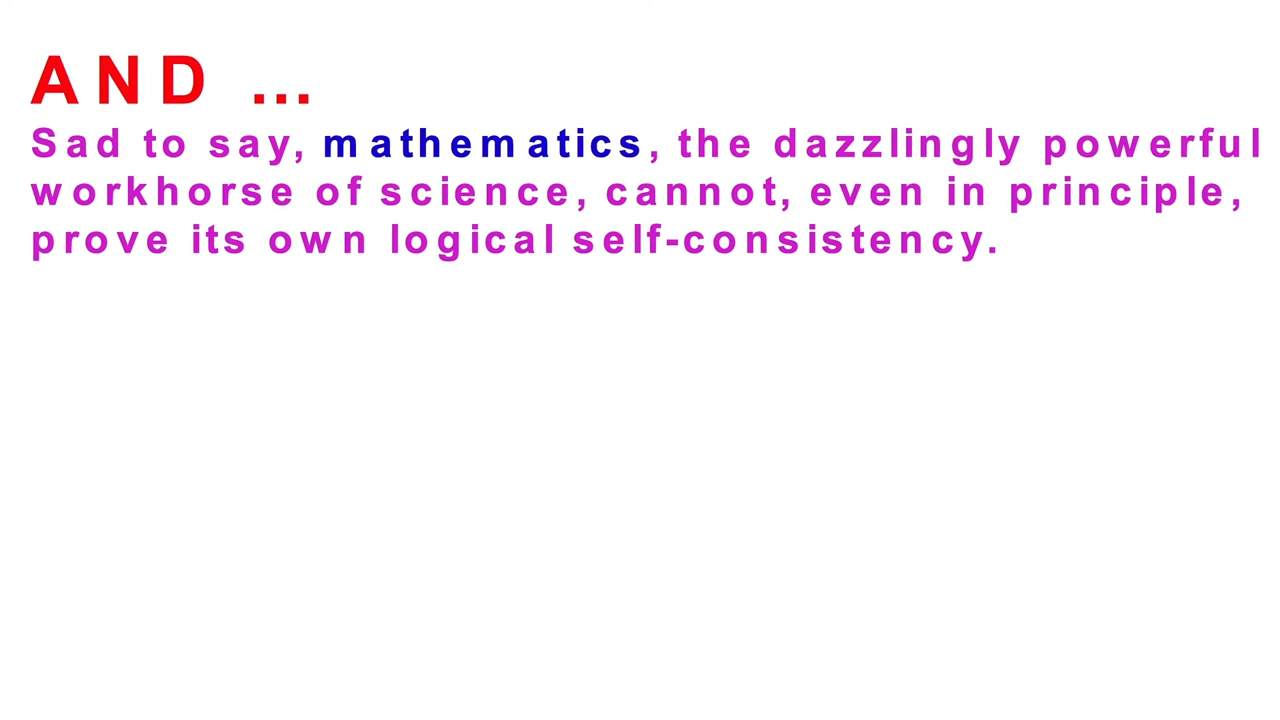 AND ...
Sad to say, mathematics, the dazzlingly powerful
workhorse of science, cannot, even in principle,
prove its own logical self-consistency.